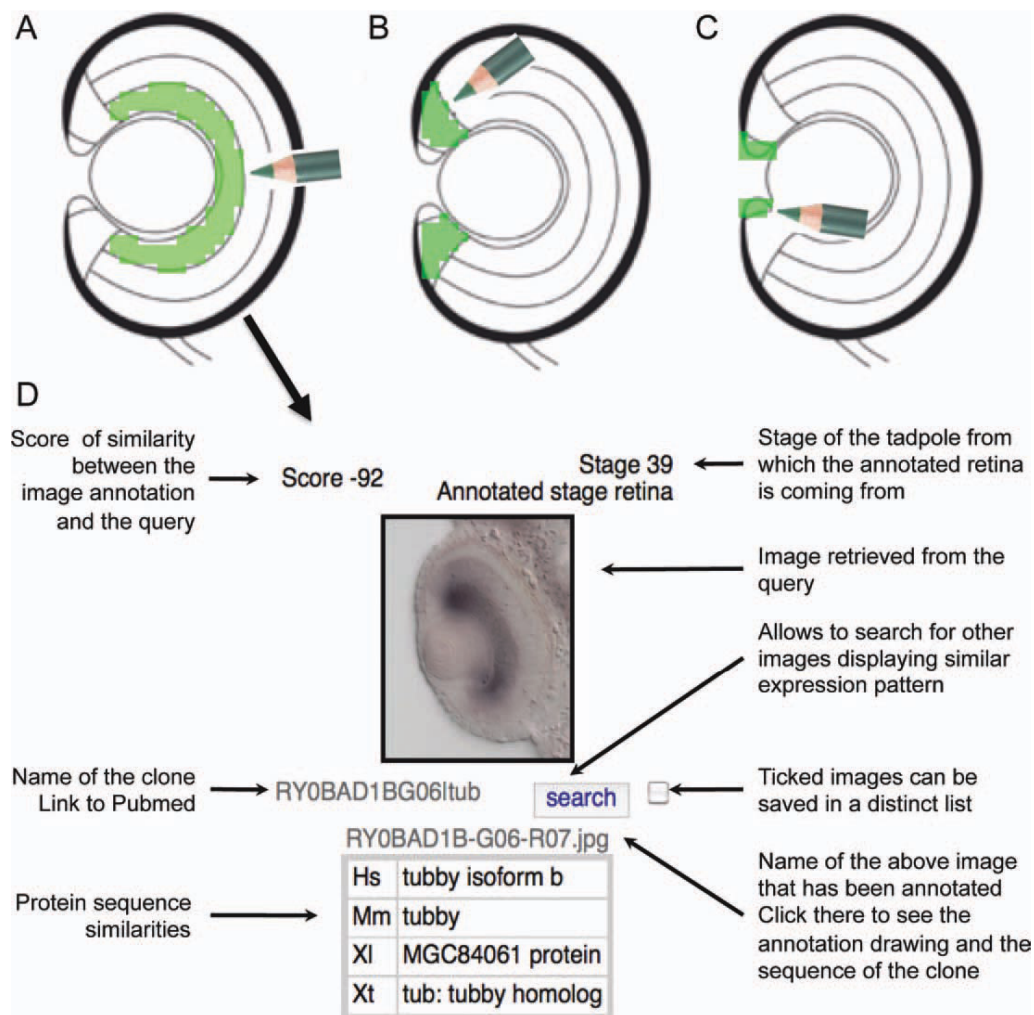 A
B
C
D
Score of similarity
between the
image annotation
and the query
Score -92
Stage 39
Annotated stage retina
Stage of the tadpole from
which the annotated retina
is coming from
Image retrieved from the
query
Allows to search for other
images displaying similar
expression pattern
Name of the clone
Link to Pubmed
RY0BAD1BG06ltub
search
Ticked images can be
saved in a distinct list
RY0BAD1B-G06-R07.jpg
Name of the above image
that has been annotated
Click there to see the
annotation drawing and the
sequence of the clone
Protein sequence
similarities
Hs tubby isoform b
Mm tubby
Xl MGC84061 protein
Xt tub: tubby homolog